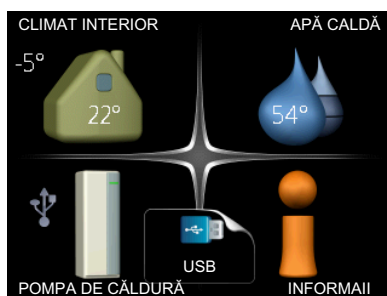 CLIMAT INTERIOR
APĂ CALDĂ
-5°
22°
54°
USB
POMPA DE CĂLDURĂ
INFORMAII